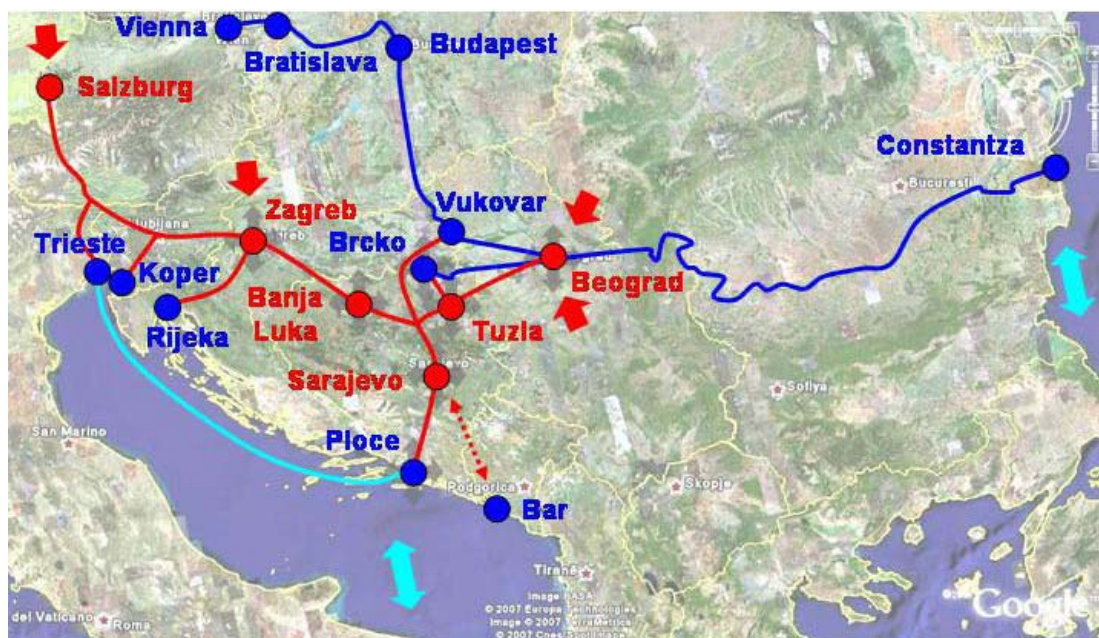 Vienna
Bratislava
Budapest
Salzburg
Constantza
Bucuresti
Zagreb
Vukovar
Brcko
Trieste
Koper
Beograd
Banja
Luka
Rijeka
Tuzla
Sarajevo
Sofiya
San Marino
Ploce
Podgorica
Skopje
Bar
Tiranë
Image NASA
© 2007 Europa Technologies
Image © 2007 TerraMetrics
© 2007 Cnes/Spot Image
Google
del Vaticano
Roma